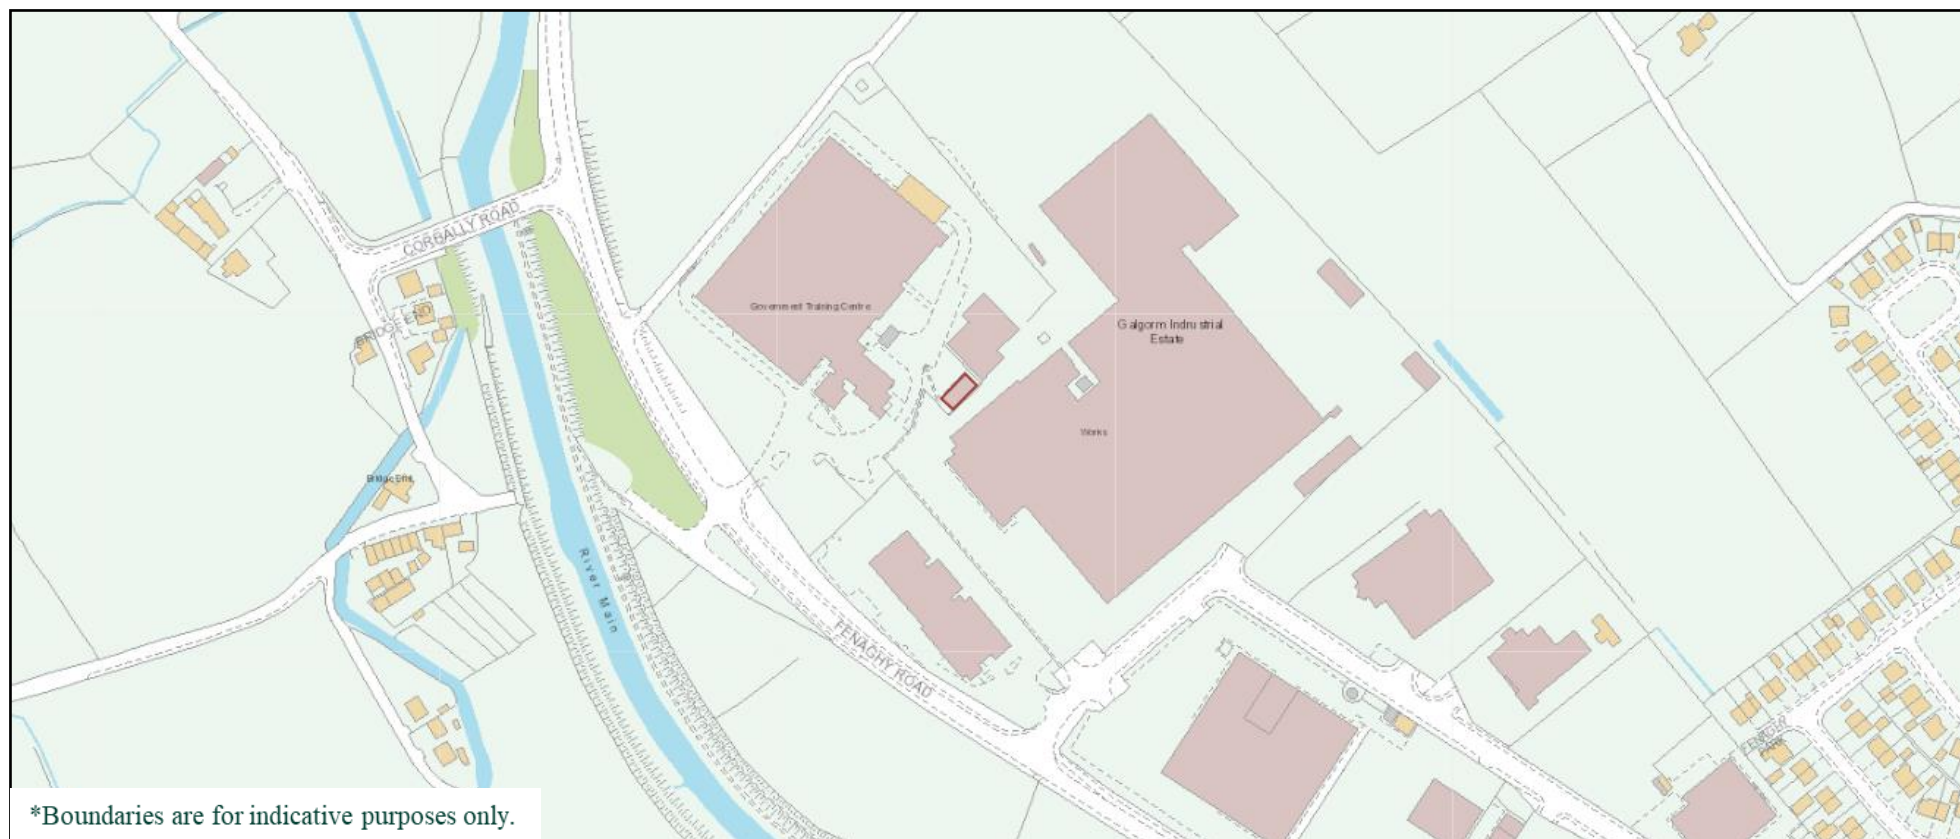 CORBALLY ROAD
Government Training Centre
BRIDGE END
Galgorm Indrustrial
Estate
Works
Bridge End
River Main
FENAGHY ROAD
*Boundaries are for indicative purposes only.